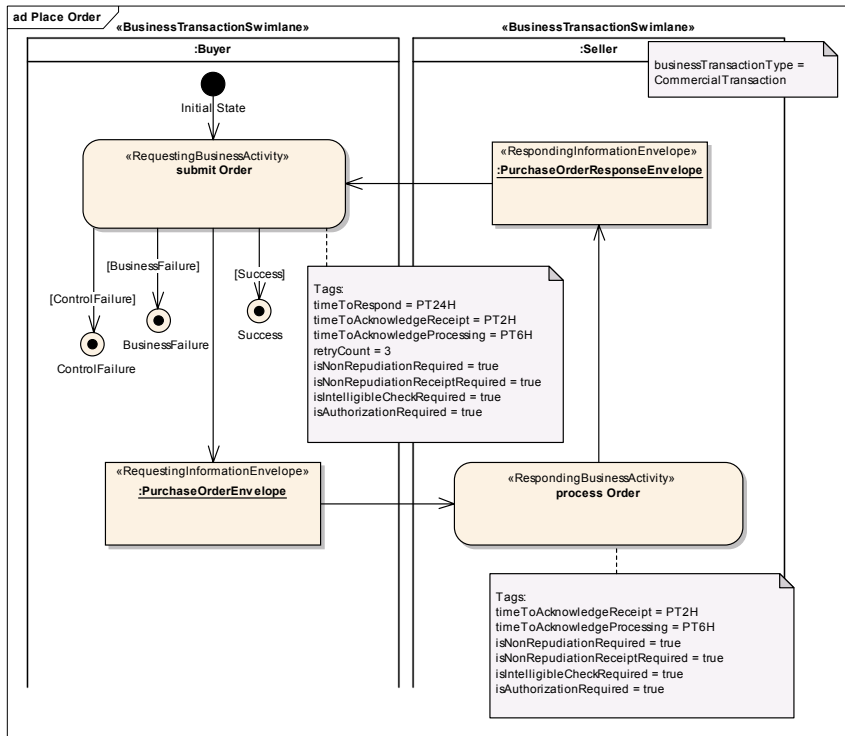 ad Place Order
«BusinessTransactionSwimlane»
:Buyer
«BusinessTransactionSwimlane»
:Seller
businessTransactionType =
CommercialTransaction
Initial State
«RequestingBusinessActivity»
submit Order
«RespondingInformationEnvelope»
:PurchaseOrderResponseEnvelope
[ControlFailure]
[BusinessFailure]
[Success]
ControlFailure
BusinessFailure
Success
Tags:
timeToRespond = PT24H
timeToAcknowledgeReceipt = PT2H
timeToAcknowledgeProcessing = PT6H
retryCount = 3
isNonRepudiationRequired = true
isNonRepudiationReceiptRequired = true
isIntelligibleCheckRequired = true
isAuthorizationRequired = true
«RequestingInformationEnvelope»
:PurchaseOrderEnvelope
«RespondingBusinessActivity»
process Order
Tags:
timeToAcknowledgeReceipt = PT2H
timeToAcknowledgeProcessing = PT6H
isNonRepudiationRequired = true
isNonRepudiationReceiptRequired = true
isIntelligibleCheckRequired = true
isAuthorizationRequired = true